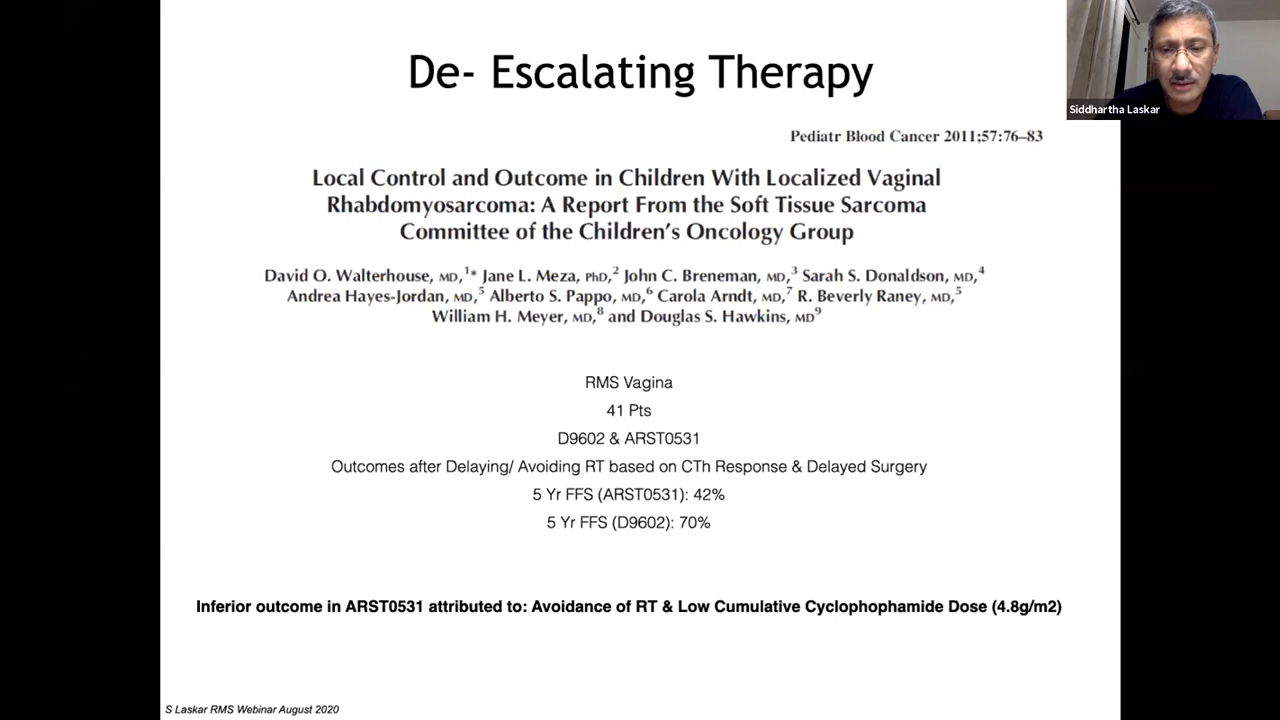 De- Escalating Therapy
Siddhartha Laskar
Pediatr Blood Cancer 2011;57:76–83
Local Control and Outcome in Children With Localized Vaginal
Rhabdomyosarcoma: A Report From the Soft Tissue Sarcoma
Committee of the Children's Oncology Group
David O. Walterhouse, MD,1* Jane L. Meza, PhD,2 John C. Breneman, MD,3 Sarah S. Donaldson, MD,4
Andrea Hayes-Jordan, MD,5 Alberto S. Pappo, MD,6 Carola Arndt, MD,7 R. Beverly Raney, MD,5
William H. Meyer, MD,8 and Douglas S. Hawkins, MD9
RMS Vagina
41 Pts
D9602 & ARST0531
Outcomes after Delaying/ Avoiding RT based on CTh Response & Delayed Surgery
5 Yr FFS (ARST0531): 42%
5 Yr FFS (D9602): 70%
Inferior outcome in ARST0531 attributed to: Avoidance of RT & Low Cumulative Cyclophophamide Dose (4.8g/m2)
S Laskar RMS Webinar August 2020